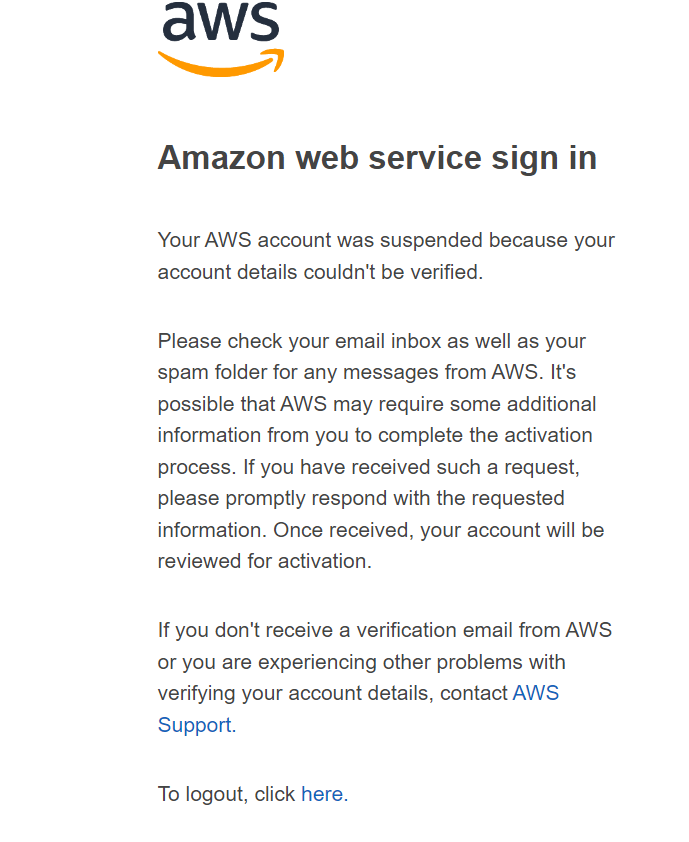 aws
Amazon web service sign in
Your AWS account was suspended because your
account details couldn't be verified.
Please check your email inbox as well as your
spam folder for any messages from AWS. It's
possible that AWS may require some additional
information from you to complete the activation
process. If you have received such a request,
please promptly respond with the requested
information. Once received, your account will be
reviewed for activation.
If you don't receive a verification email from AWS
or you are experiencing other problems with
verifying your account details, contact AWS
Support.
To logout, click here.